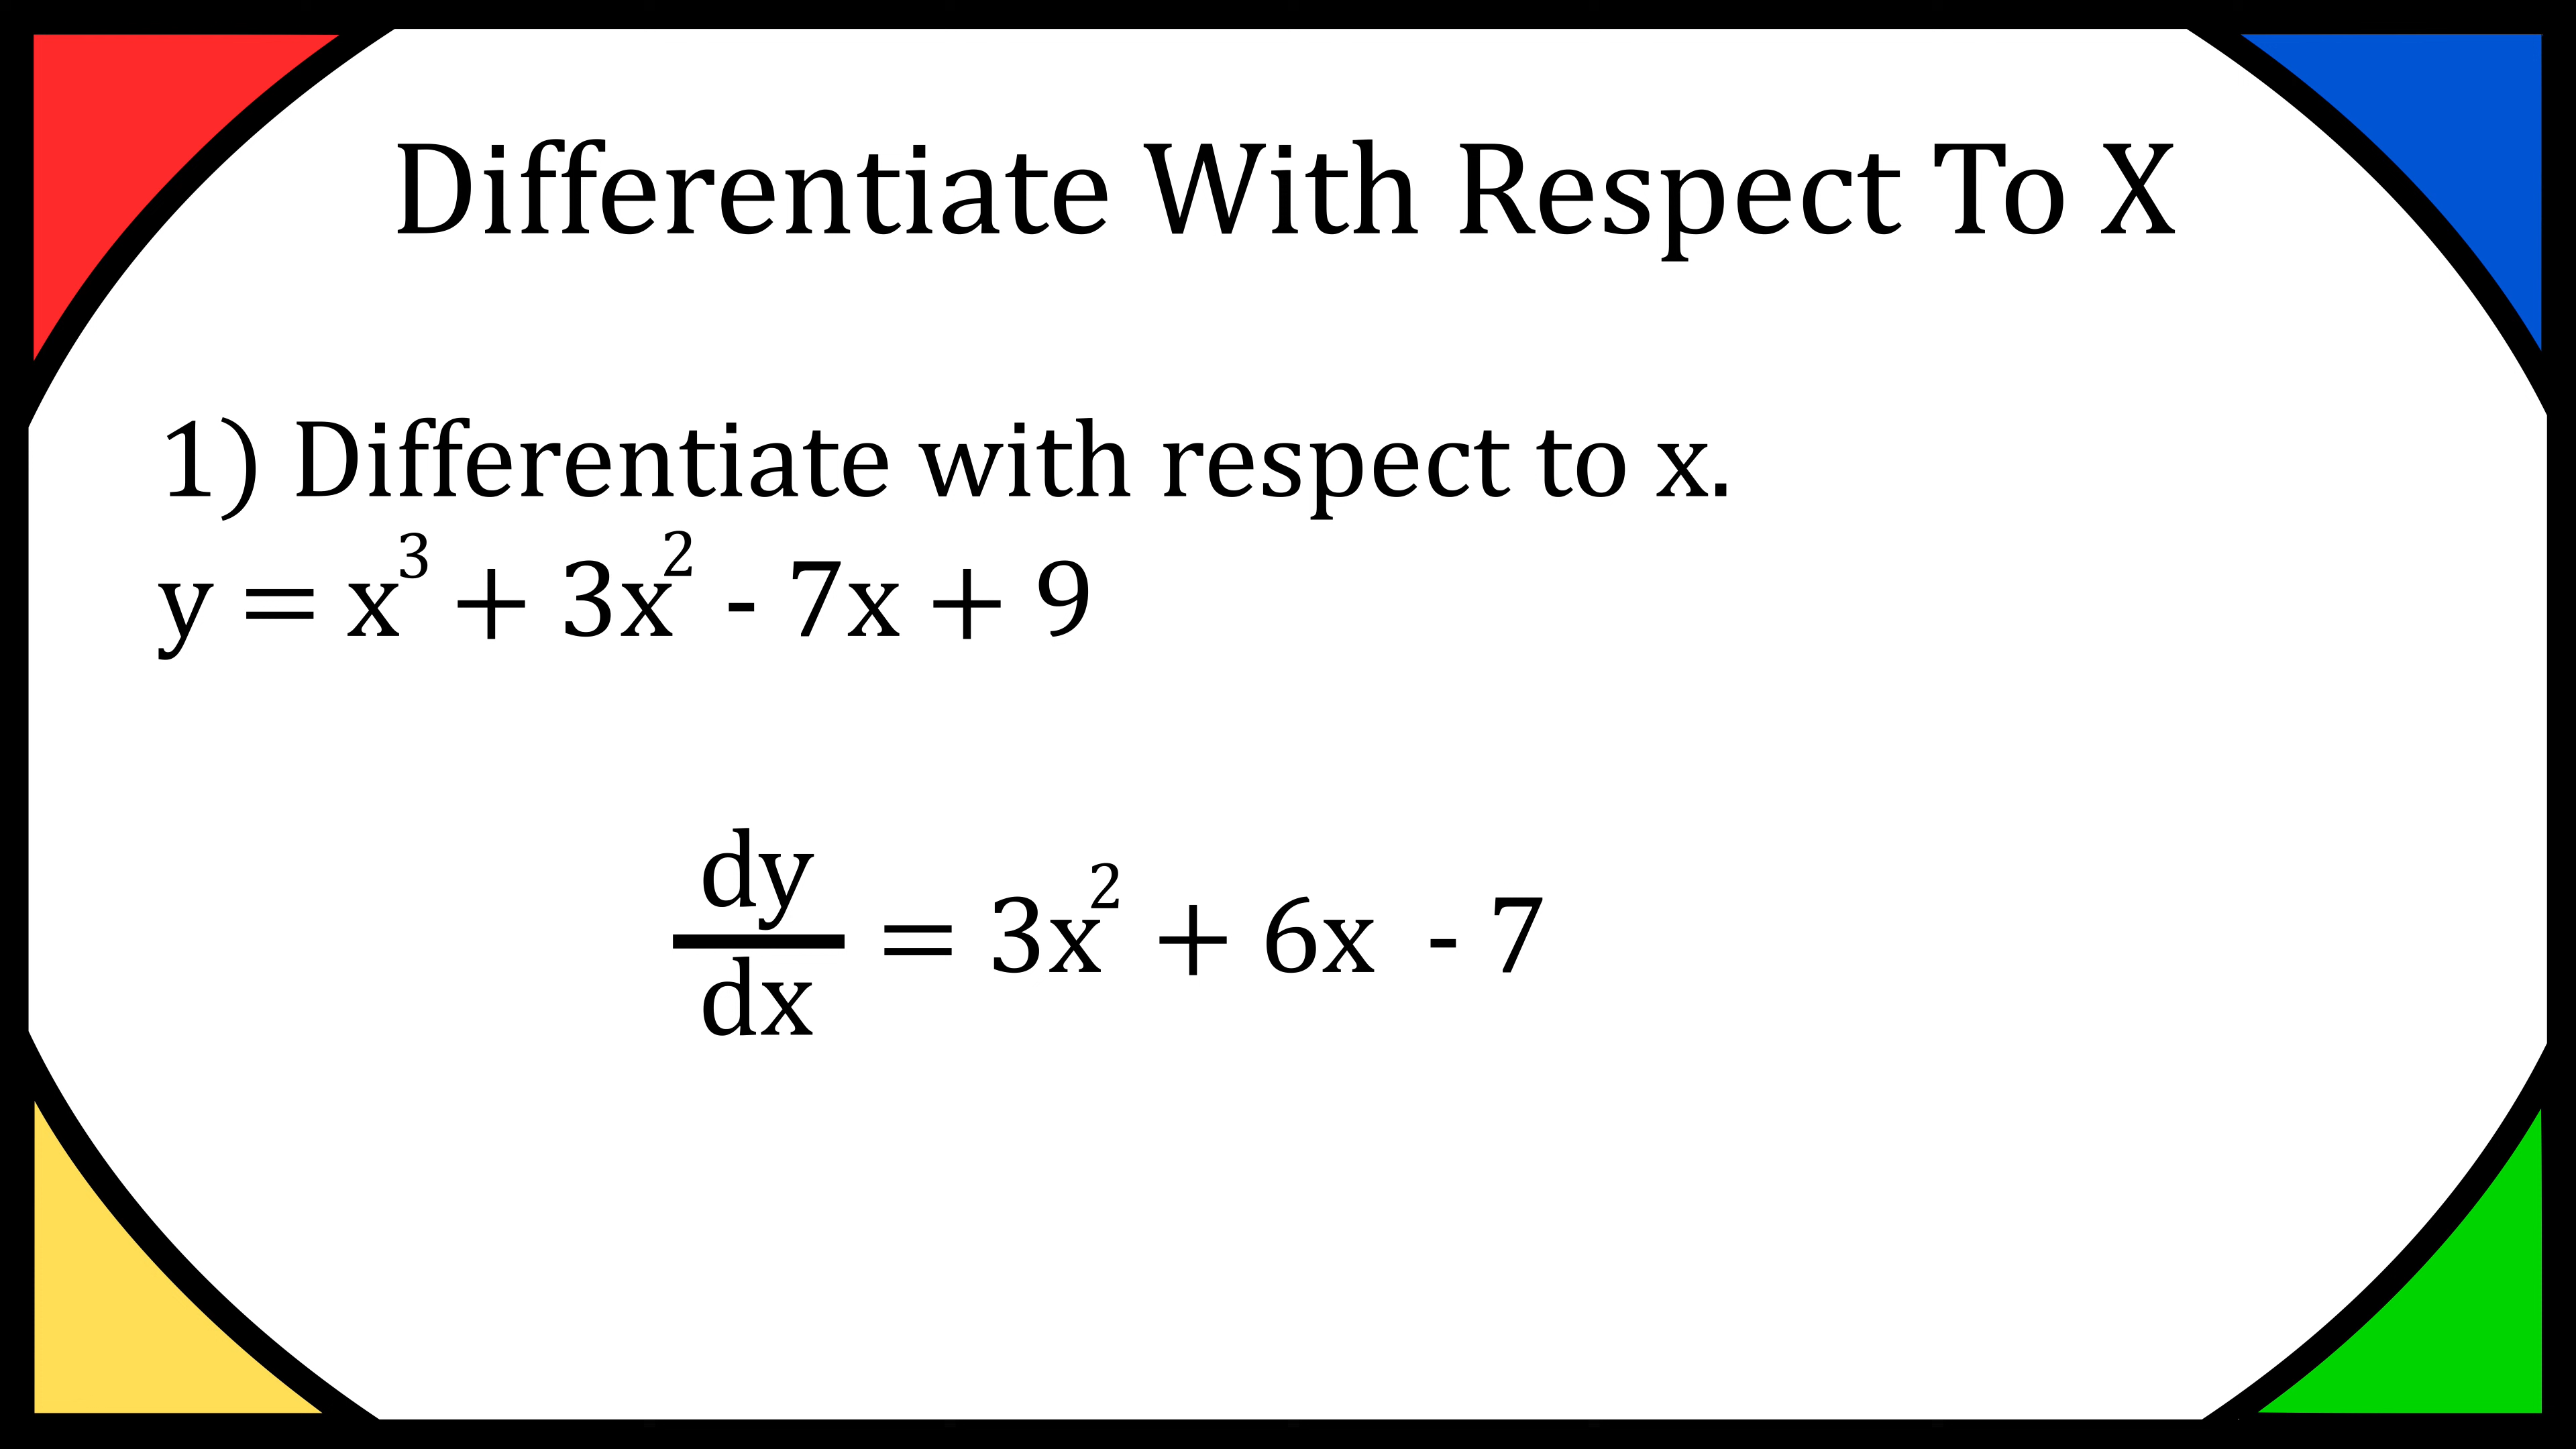 Differentiate With Respect To X
1) Differentiate with respect to x.
y = x³ + 3x² - 7x + 9
dy
dx
= 3x² + 6x - 7